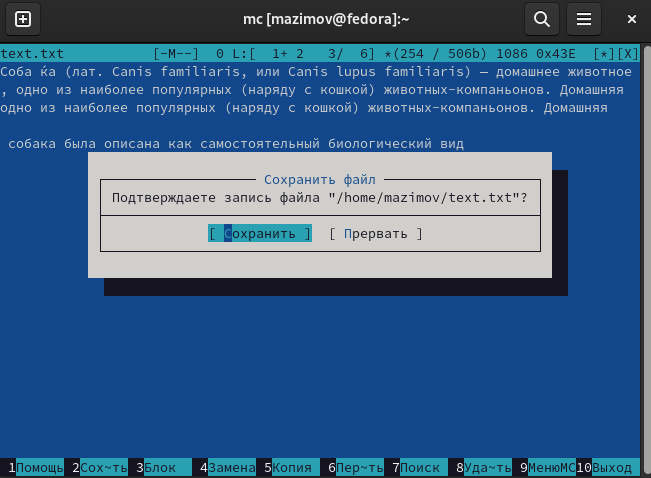 mc [mazimov@fedora]:~
text.txt [-M--] 0 L:[ 1+ 2 3/ 6] *(254 / 506b) 1086 0x43E [*][X]
Соба ќа (лат. Canis familiaris, или Canis lupus familiaris) — домашнее животное
, одно из наиболее популярных (наряду с кошкой) животных-компаньонов. Домашняя
одно из наиболее популярных (наряду с кошкой) животных-компаньонов. Домашняя
собака была описана как самостоятельный биологический вид
Сохранить файл
Подтверждаете запись файла "/home/mazimov/text.txt"?
[ Сохранить ] [ Прервать ]
1Помощь 2Сох~ть 3Блок 4Замена 5Копия 6Пер~ть 7Поиск 8Уда~ть 9МенюМС 10Выход